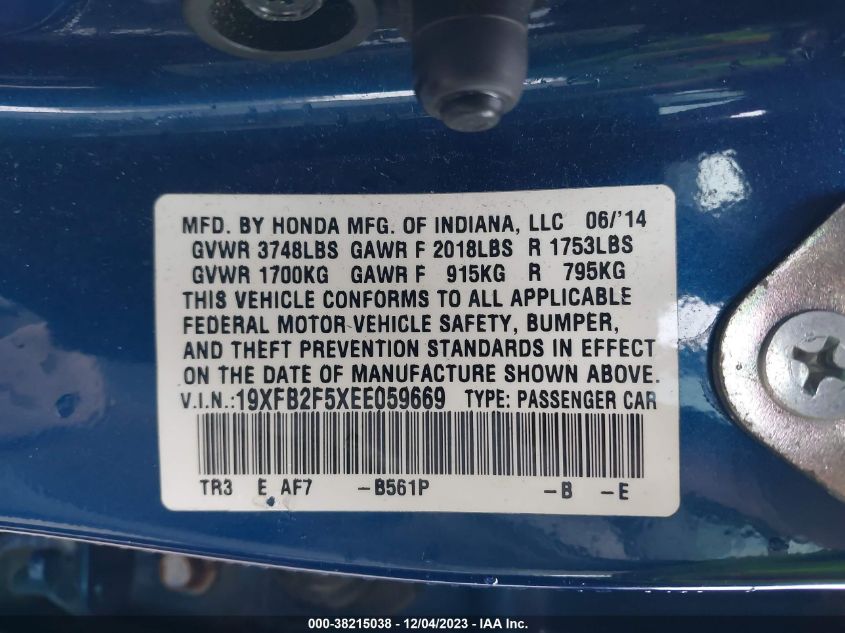 MFD. BY HONDA MFG. OF INDIANA, LLC 06/'14
GVWR 3748LBS GAWR F 2018LBS R 1753LBS
GVWR 1700KG GAWR F 915KG R 795KG
THIS VEHICLE CONFORMS TO ALL APPLICABLE
FEDERAL MOTOR VEHICLE SAFETY, BUMPER,
AND THEFT PREVENTION STANDARDS IN EFFECT
ON THE DATE OF MANUFACTURE SHOWN ABOVE.
V.I.N.:19XFB2F5XEE059669 TYPE: PASSENGER CAR
TR3 E AF7 -B561P -B -E
000-38215038 - 12/04/2023 - IAA Inc.